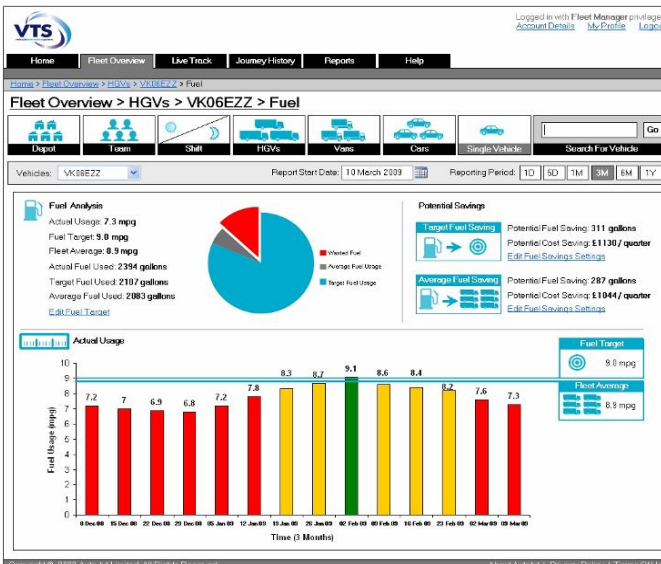 VTS
Logged in with Fleet Manager privilege
Account Details My Profile Logou
Home Fleet Overview Live Track Journey History Reports Help
Home > Fleet Overview > HGVs > VK06EZZ > Fuel
Fleet Overview > HGVs > VK06EZZ > Fuel
Go
Depot Team Shift HGVs Vans Cars Single Vehicle Search For Vehicle
Vehicles: VK06EZZ Report Start Date: 10 March 2009 Reporting Period: 1D 5D 1M 3M 6M 1Y
Fuel Analysis
Actual Usage: 7.3 mpg
Fuel Target: 9.0 mpg
Fleet Average: 8.9 mpg
Actual Fuel Used: 2394 gallons
Target Fuel Used: 2107 gallons
Average Fuel Used: 2083 gallons
Edit Fuel Target
Wasted Fuel
Average Fuel Usage
Target Fuel Usage
Potential Savings
Target Fuel Saving
Potential Fuel Saving: 311 gallons
Potential Cost Saving: £1130/ quarter
Edit Fuel Savings Settings
Average Fuel Saving
Potential Fuel Saving: 287 gallons
Potential Cost Saving: £1044/ quarter
Edit Fuel Savings Settings
Actual Usage
Fuel Target
9.0 mpg
Fleet Average
8.9 mpg
Fuel Usage (mpg)
10
9
8
7
6
5
4
3
2
1
0
7.2 7 6.9 6.8 7.2 7.8 8.3 8.7 9.1 8.6 8.4 8.2 7.6 7.3
8 Dec 08 15 Dec 08 22 Dec 08 29 Dec 08 05 Jan 09 12 Jan 09 19 Jan 09 26 Jan 09 02 Feb 09 09 Feb 09 16 Feb 09 23 Feb 09 02 Mar 09 09 Mar 09
Time (3 Months)